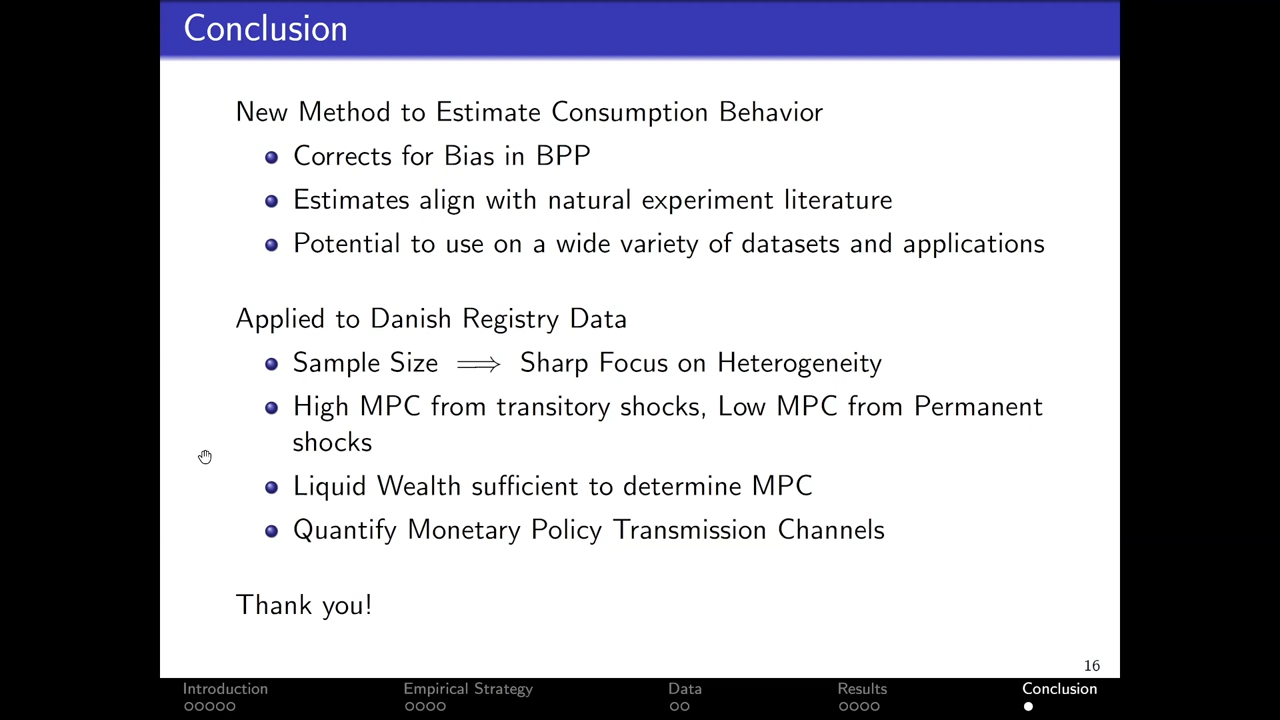 Conclusion
New Method to Estimate Consumption Behavior
Corrects for Bias in BPP
Estimates align with natural experiment literature
Potential to use on a wide variety of datasets and applications
Applied to Danish Registry Data
Sample Size ⟹ Sharp Focus on Heterogeneity
High MPC from transitory shocks, Low MPC from Permanent
shocks
Liquid Wealth sufficient to determine MPC
Quantify Monetary Policy Transmission Channels
Thank you!
16
Introduction Empirical Strategy Data Results Conclusion